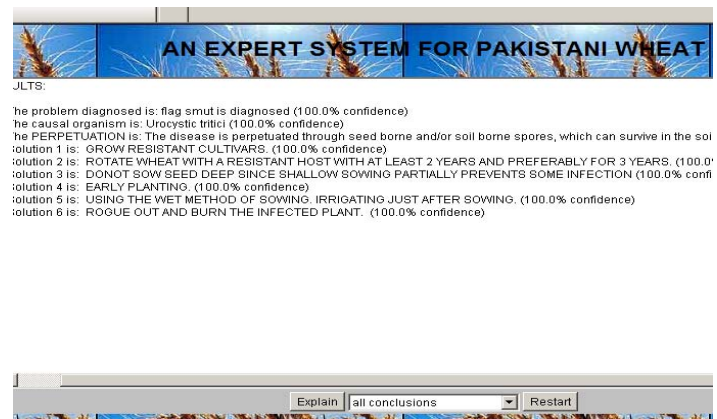 AN EXPERT SYSTEM FOR PAKISTANI WHEAT
ULTS:
he problem diagnosed is: flag smut is diagnosed (100.0% confidence)
he causal organism is: Urocystic tritici (100.0% confidence)
he PERPETUATION is: The disease is perpetuated through seed borne and/or soil borne spores, which can survive in the soi
olution 1 is: GROW RESISTANT CULTIVARS. (100.0% confidence)
olution 2 is: ROTATE WHEAT WITH A RESISTANT HOST WITH AT LEAST 2 YEARS AND PREFERABLY FOR 3 YEARS. (100.0
olution 3 is: DONOT SOW SEED DEEP SINCE SHALLOW SOWING PARTIALLY PREVENTS SOME INFECTION (100.0% confi
olution 4 is: EARLY PLANTING. (100.0% confidence)
olution 5 is: USING THE WET METHOD OF SOWING. IRRIGATING JUST AFTER SOWING. (100.0% confidence)
olution 6 is: ROGUE OUT AND BURN THE INFECTED PLANT. (100.0% confidence)
Explain all conclusions Restart